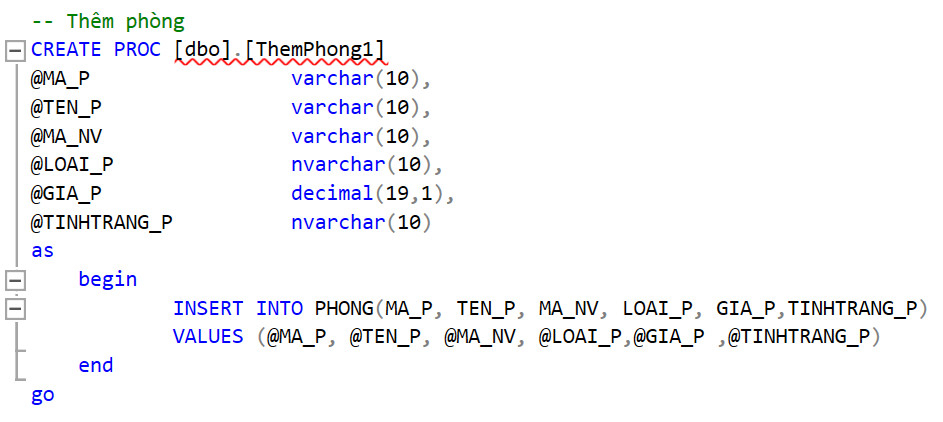 -- Thêm phòng
CREATE PROC [dbo].[ThemPhong1]
@MA_P varchar(10),
@TEN_P varchar(10),
@MA_NV varchar(10),
@LOAI_P nvarchar(10),
@GIA_P decimal(19,1),
@TINHTRANG_P nvarchar(10)
as
begin
INSERT INTO PHONG(MA_P, TEN_P, MA_NV, LOAI_P, GIA_P,TINHTRANG_P)
VALUES (@MA_P, @TEN_P, @MA_NV, @LOAI_P,@GIA_P ,@TINHTRANG_P)
end
go